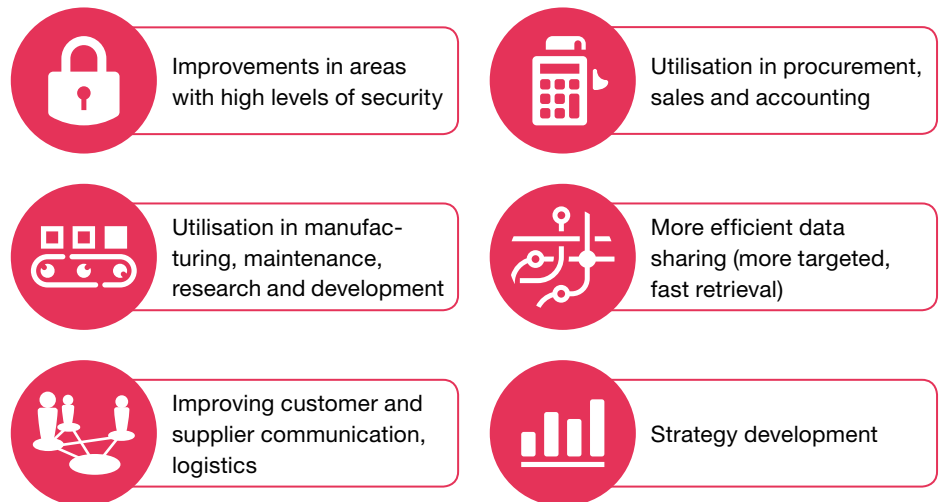 Improvements in areas
with high levels of security
Utilisation in procurement,
sales and accounting
Utilisation in manufac-
turing, maintenance,
research and development
More efficient data
sharing (more targeted,
fast retrieval)
Improving customer and
supplier communication,
logistics
Strategy development